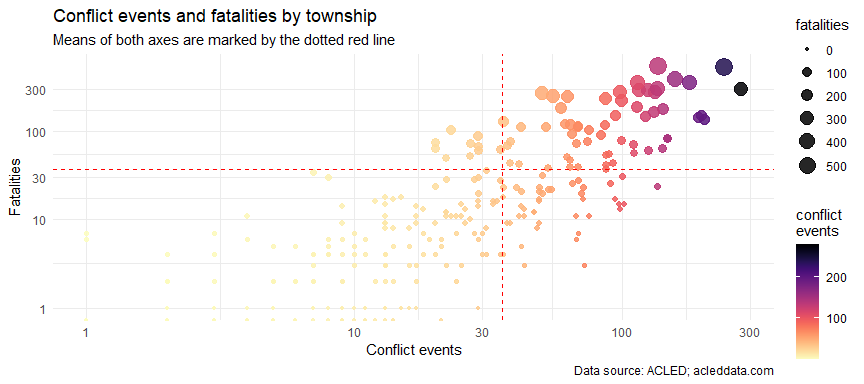 Conflict events and fatalities by township
Means of both axes are marked by the dotted red line
Fatalities
300
100
30
10
1
1
10
30
100
300
Conflict events
Data source: ACLED; acleddata.com
fatalities
0
100
200
300
400
500
conflict
events
200
100